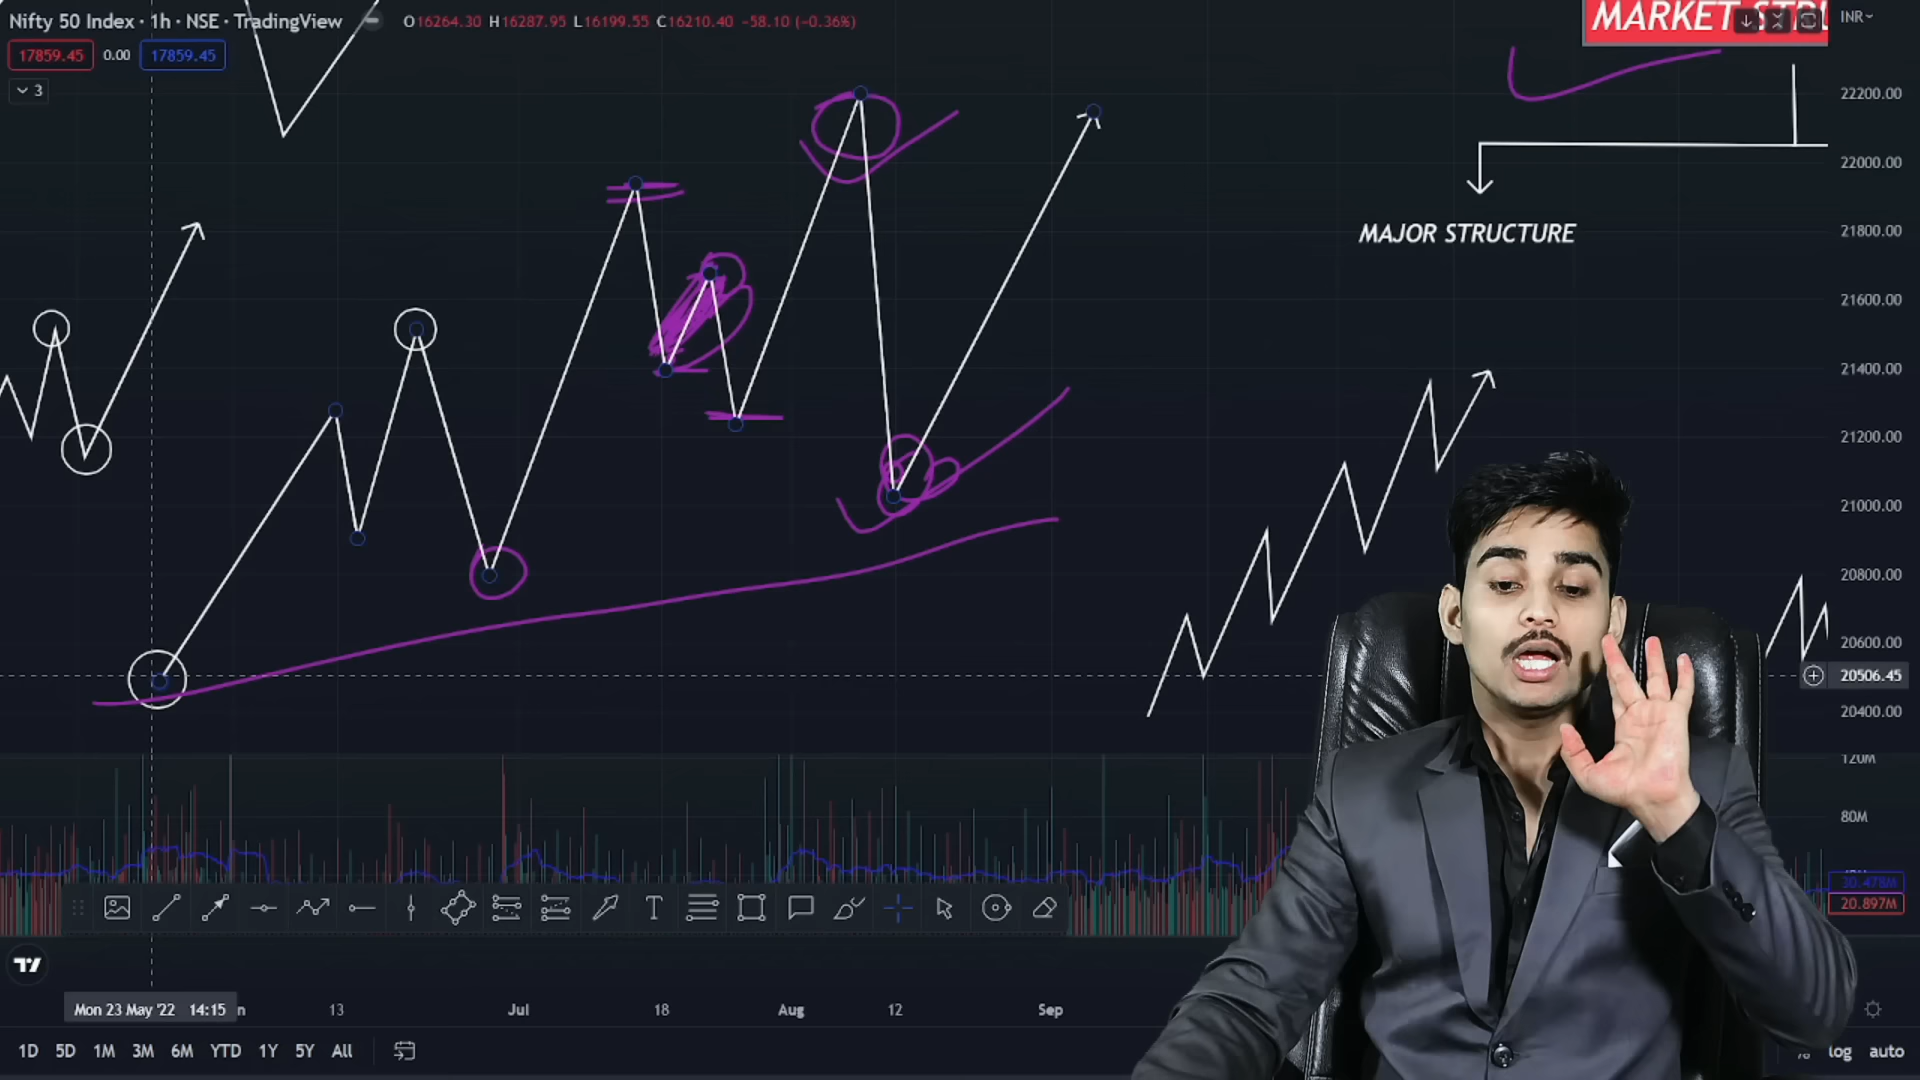 Nifty 50 Index · 1h · NSE · TradingView
O16264.30 H16287.95 L16199.55 C16210.40 -58.10 (-0.36%)
MARKET
INR
17859.45 0.00 17859.45
3
22200.00
22000.00
MAJOR STRUCTURE
21800.00
21600.00
21400.00
21200.00
21000.00
20800.00
20600.00
20506.45
20400.00
120M
80M
30.478M
20.897M
T
Mon 23 May '22 14:15 n 13 Jul 18 Aug 12 Sep
1D 5D 1M 3M 6M YTD 1Y 5Y All
% log auto